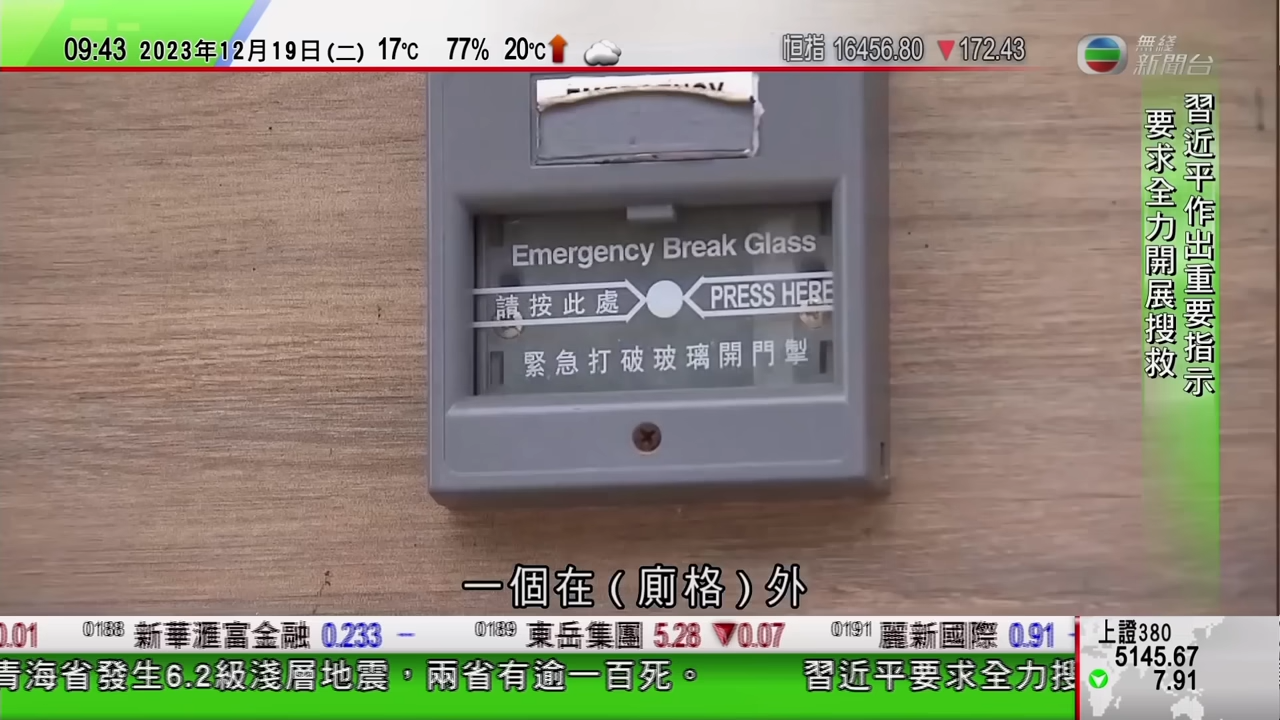 09:43 2023年12月19日(二) 17℃ 77% 20℃
恒指 16456.80 ▼172.43
無綫
新聞台
習近平作出重要指示
要求全力開展搜救
Emergency Break Glass
請按此處 PRESS HERE
緊急打破玻璃開門掣
一個在(廁格)外
0.01 0188 新華滙富金融 0.233 – 0189 東岳集團 5.28 ▼0.07 0191 麗新國際 0.91
上證380
5145.67
7.91
青海省發生6.2級淺層地震，兩省有逾一百死。 習近平要求全力搜